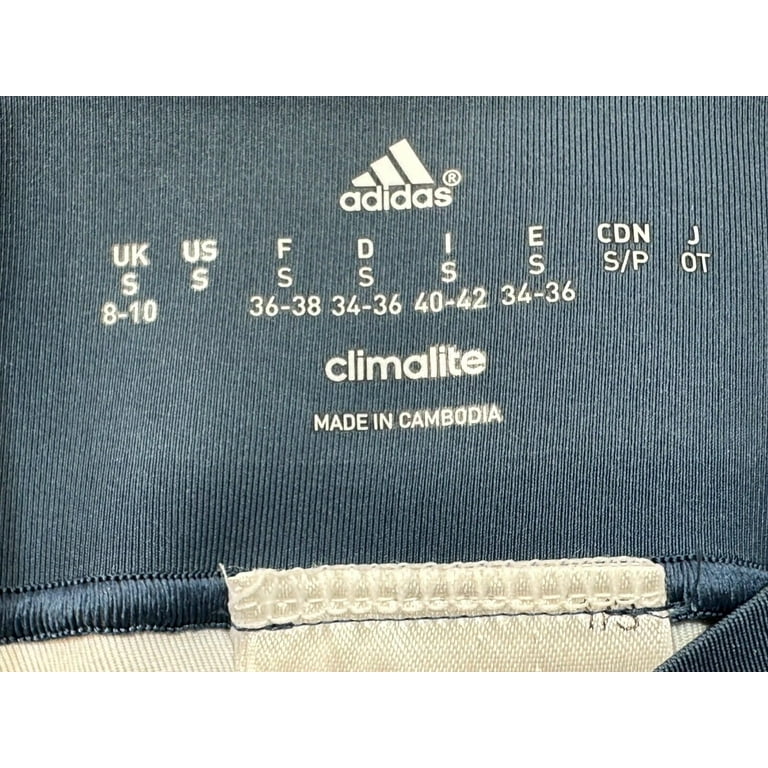 adidas®
UK US F D I E CDN J
S S S S S S S/P OT
8-10 36-38 34-36 40-42 34-36
climalite
MADE IN CAMBODIA